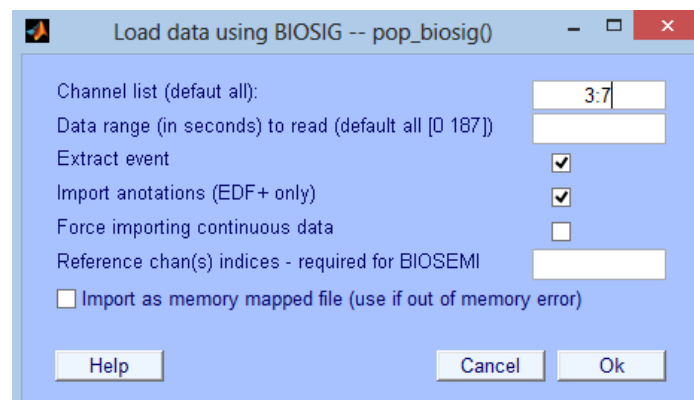 Load data using BIOSIG -- pop_biosig()
Channel list (defaut all): 3:7
Data range (in seconds) to read (default all [0 187])
Extract event
Import anotations (EDF+ only)
Force importing continuous data
Reference chan(s) indices - required for BIOSEMI
Import as memory mapped file (use if out of memory error)
Help Cancel Ok